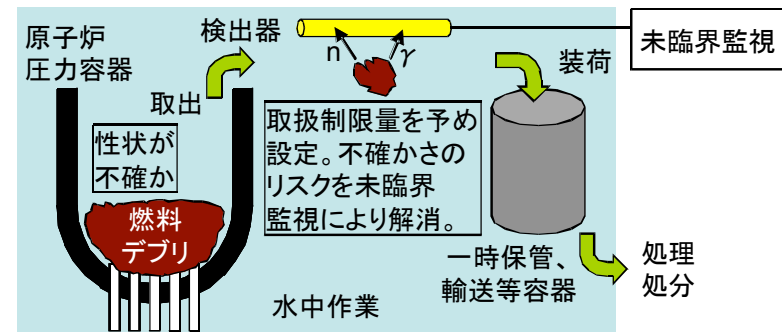 原子炉
圧力容器
検出器
n
γ
未臨界監視
取出
装荷
性状が
不確か
取扱制限量を予め
設定。不確かさの
リスクを未臨界
監視により解消。
燃料
デブリ
一時保管、
輸送等容器
処理
処分
水中作業